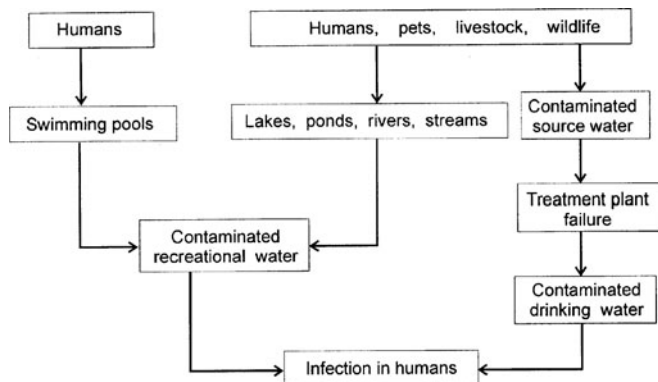 Humans
Humans, pets, livestock, wildlife
Swimming pools
Lakes, ponds, rivers, streams
Contaminated
source water
Treatment plant
failure
Contaminated
recreational water
Contaminated
drinking water
Infection in humans